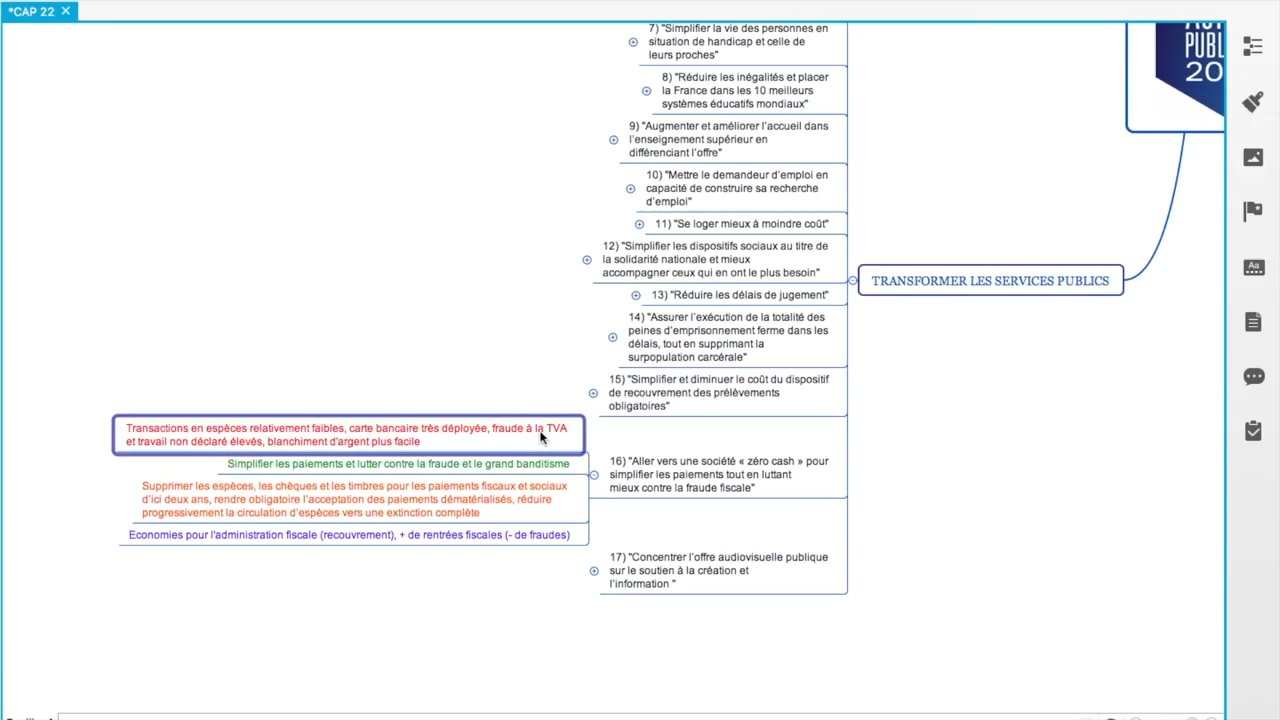 *CAP 22
7) "Simplifier la vie des personnes en
situation de handicap et celle de
leurs proches"
8) "Réduire les inégalités et placer
la France dans les 10 meilleurs
systèmes éducatifs mondiaux"
9) "Augmenter et améliorer l'accueil dans
l'enseignement supérieur en
différenciant l'offre"
10) "Mettre le demandeur d'emploi en
capacité de construire sa recherche
d'emploi"
11) "Se loger mieux à moindre coût"
12) "Simplifier les dispositifs sociaux au titre de
la solidarité nationale et mieux
accompagner ceux qui en ont le plus besoin"
13) "Réduire les délais de jugement"
14) "Assurer l'exécution de la totalité des
peines d'emprisonnement ferme dans les
délais, tout en supprimant la
surpopulation carcérale"
15) "Simplifier et diminuer le coût du dispositif
de recouvrement des prélèvements
obligatoires"
16) "Aller vers une société « zéro cash » pour
simplifier les paiements tout en luttant
mieux contre la fraude fiscale"
Transactions en espèces relativement faibles, carte bancaire très déployée, fraude à la TVA
et travail non déclaré élevés, blanchiment d'argent plus facile
Simplifier les paiements et lutter contre la fraude et le grand banditisme
Supprimer les espèces, les chèques et les timbres pour les paiements fiscaux et sociaux
d'ici deux ans, rendre obligatoire l'acceptation des paiements dématérialisés, réduire
progressivement la circulation d'espèces vers une extinction complète
Economies pour l'administration fiscale (recouvrement), + de rentrées fiscales (- de fraudes)
17) "Concentrer l'offre audiovisuelle publique
sur le soutien à la création et
l'information "
TRANSFORMER LES SERVICES PUBLICS
PUBL
20
Aa